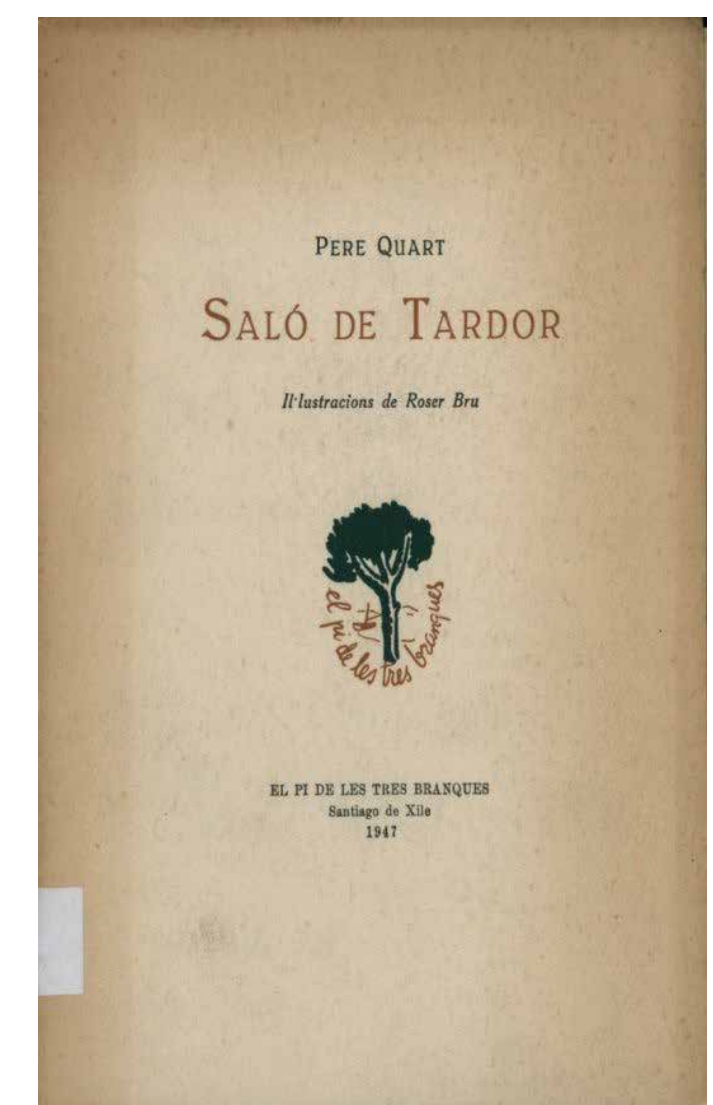 PERE QUART
SALÓ DE TARDOR
Il·lustracions de Roser Bru
el pi de les tres branques
EL PI DE LES TRES BRANQUES
Santiago de Xile
1947